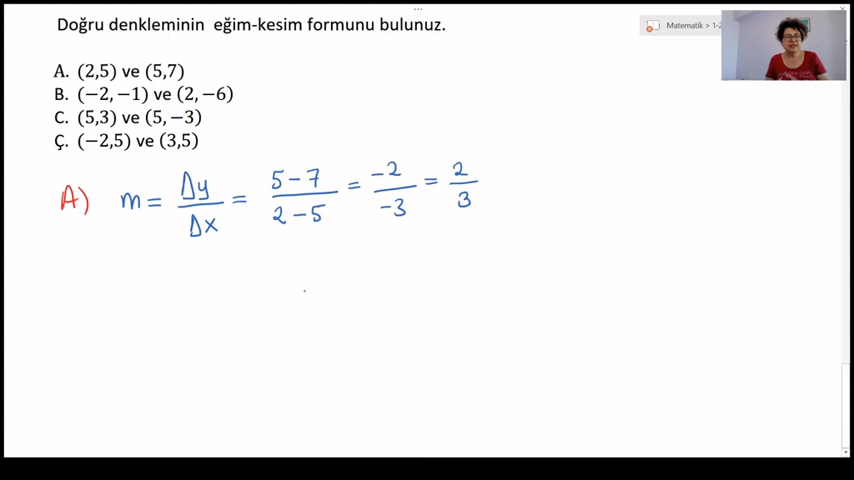 Doğru denkleminin eğim-kesim formunu bulunuz.
Matematik > 1-2
A. (2,5) ve (5,7)
B. (−2, −1) ve (2, −6)
C. (5,3) ve (5, −3)
Ç. (−2,5) ve (3,5)
A) m = Δy/Δx = 5−7/2−5 = −2/−3 = 2/3